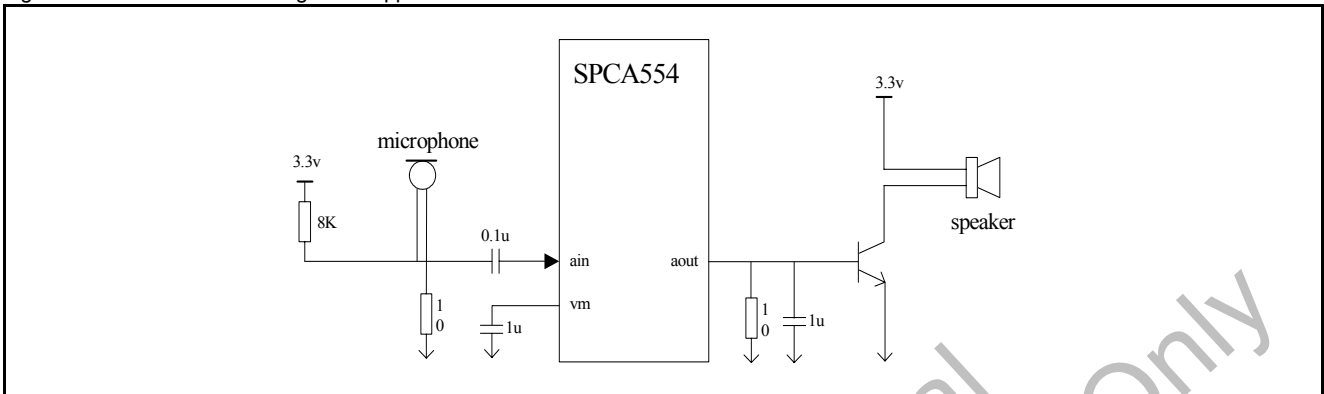 SPCA554
3.3v
microphone
3.3v
8K
speaker
0.1u
ain
aout
vm
1
0
1u
1
0
1u
Only